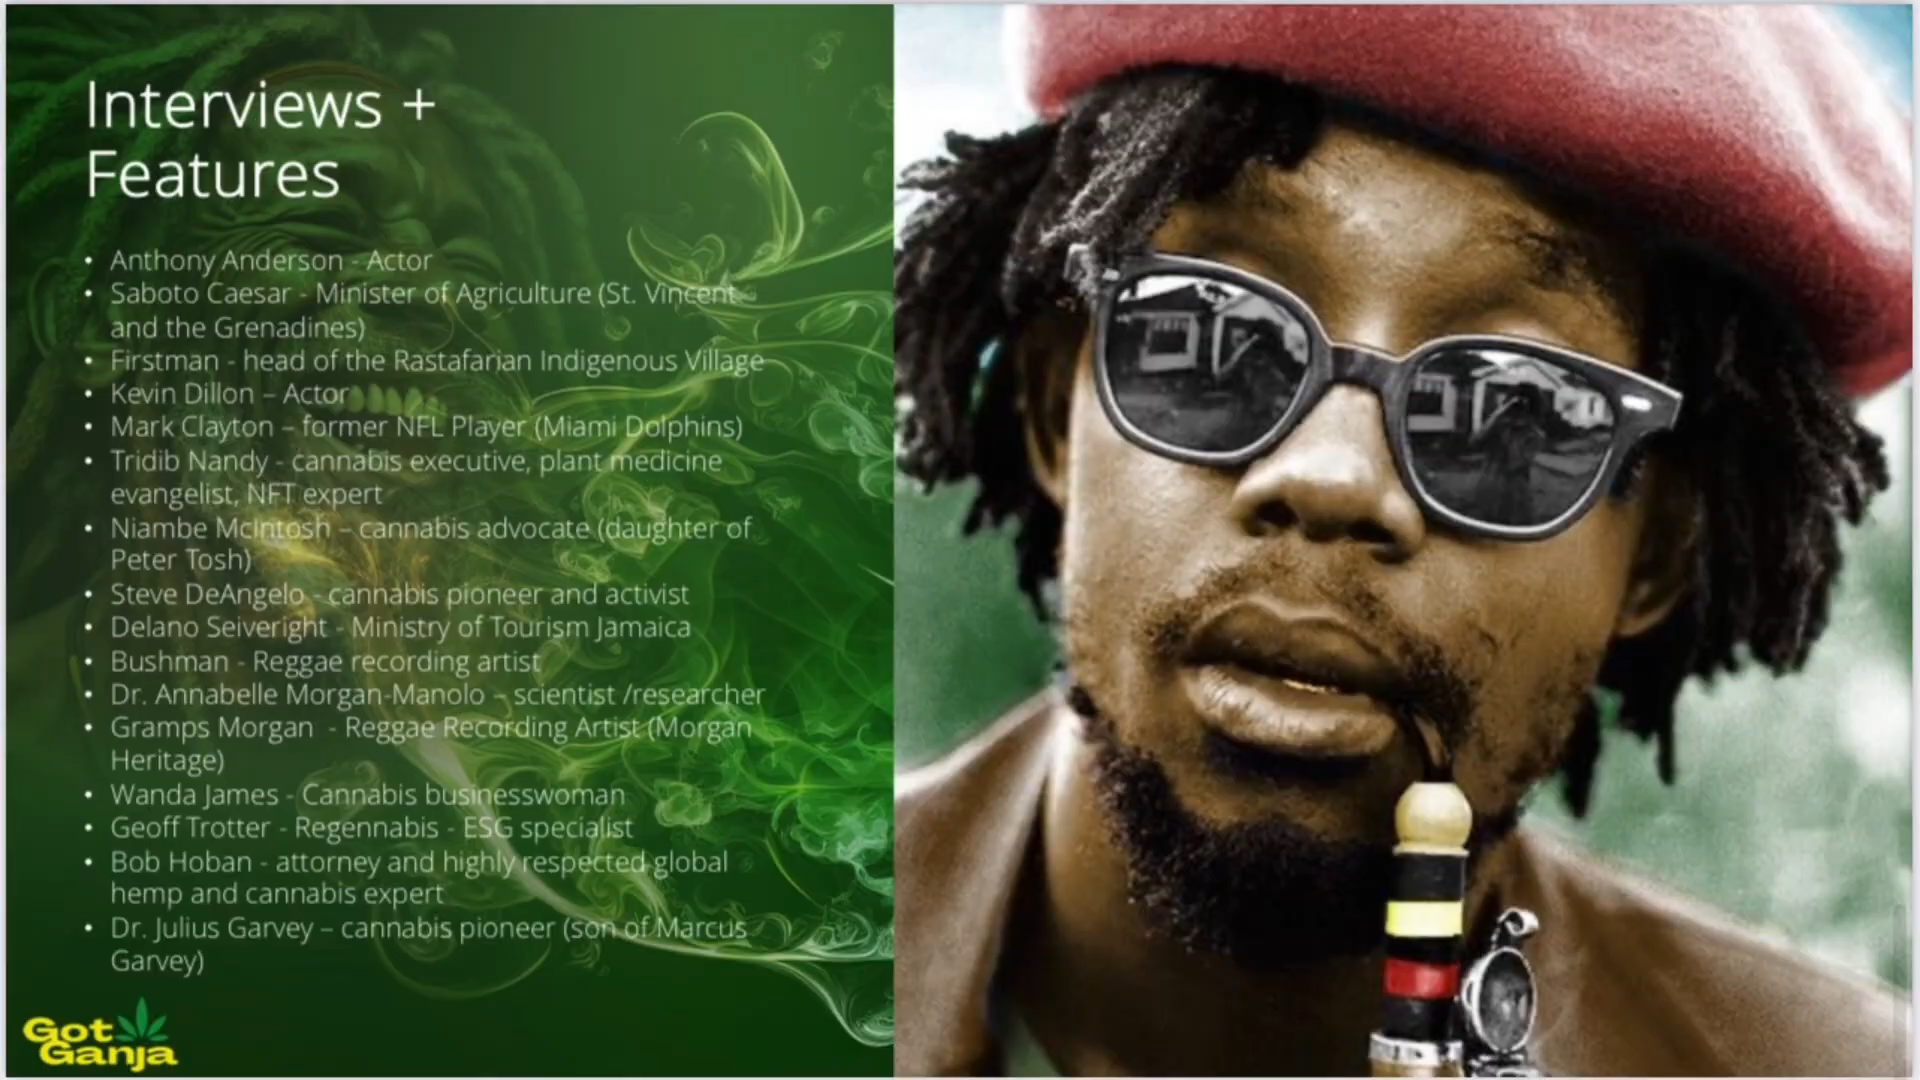 Interviews +
Features
• Anthony Anderson - Actor
• Saboto Caesar - Minister of Agriculture (St. Vincent
and the Grenadines)
• Firstman - head of the Rastafarian Indigenous Village
• Kevin Dillon – Actor
• Mark Clayton – former NFL Player (Miami Dolphins)
• Tridib Nandy - cannabis executive, plant medicine
evangelist, NFT expert
• Niambe McIntosh – cannabis advocate (daughter of
Peter Tosh)
• Steve DeAngelo - cannabis pioneer and activist
• Delano Seiveright - Ministry of Tourism Jamaica
• Bushman - Reggae recording artist
• Dr. Annabelle Morgan-Manolo – scientist /researcher
• Gramps Morgan  - Reggae Recording Artist (Morgan
Heritage)
• Wanda James - Cannabis businesswoman
• Geoff Trotter - Regennabis - ESG specialist
• Bob Hoban - attorney and highly respected global
hemp and cannabis expert
• Dr. Julius Garvey – cannabis pioneer (son of Marcus
Garvey)
Got
Ganja